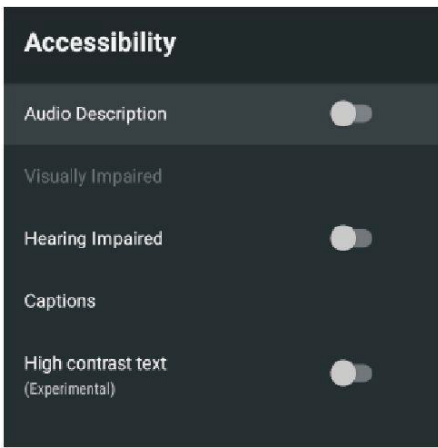 Accessibility
Audio Description
Visually Impaired
Hearing Impaired
Captions
High contrast text
(Experimental)